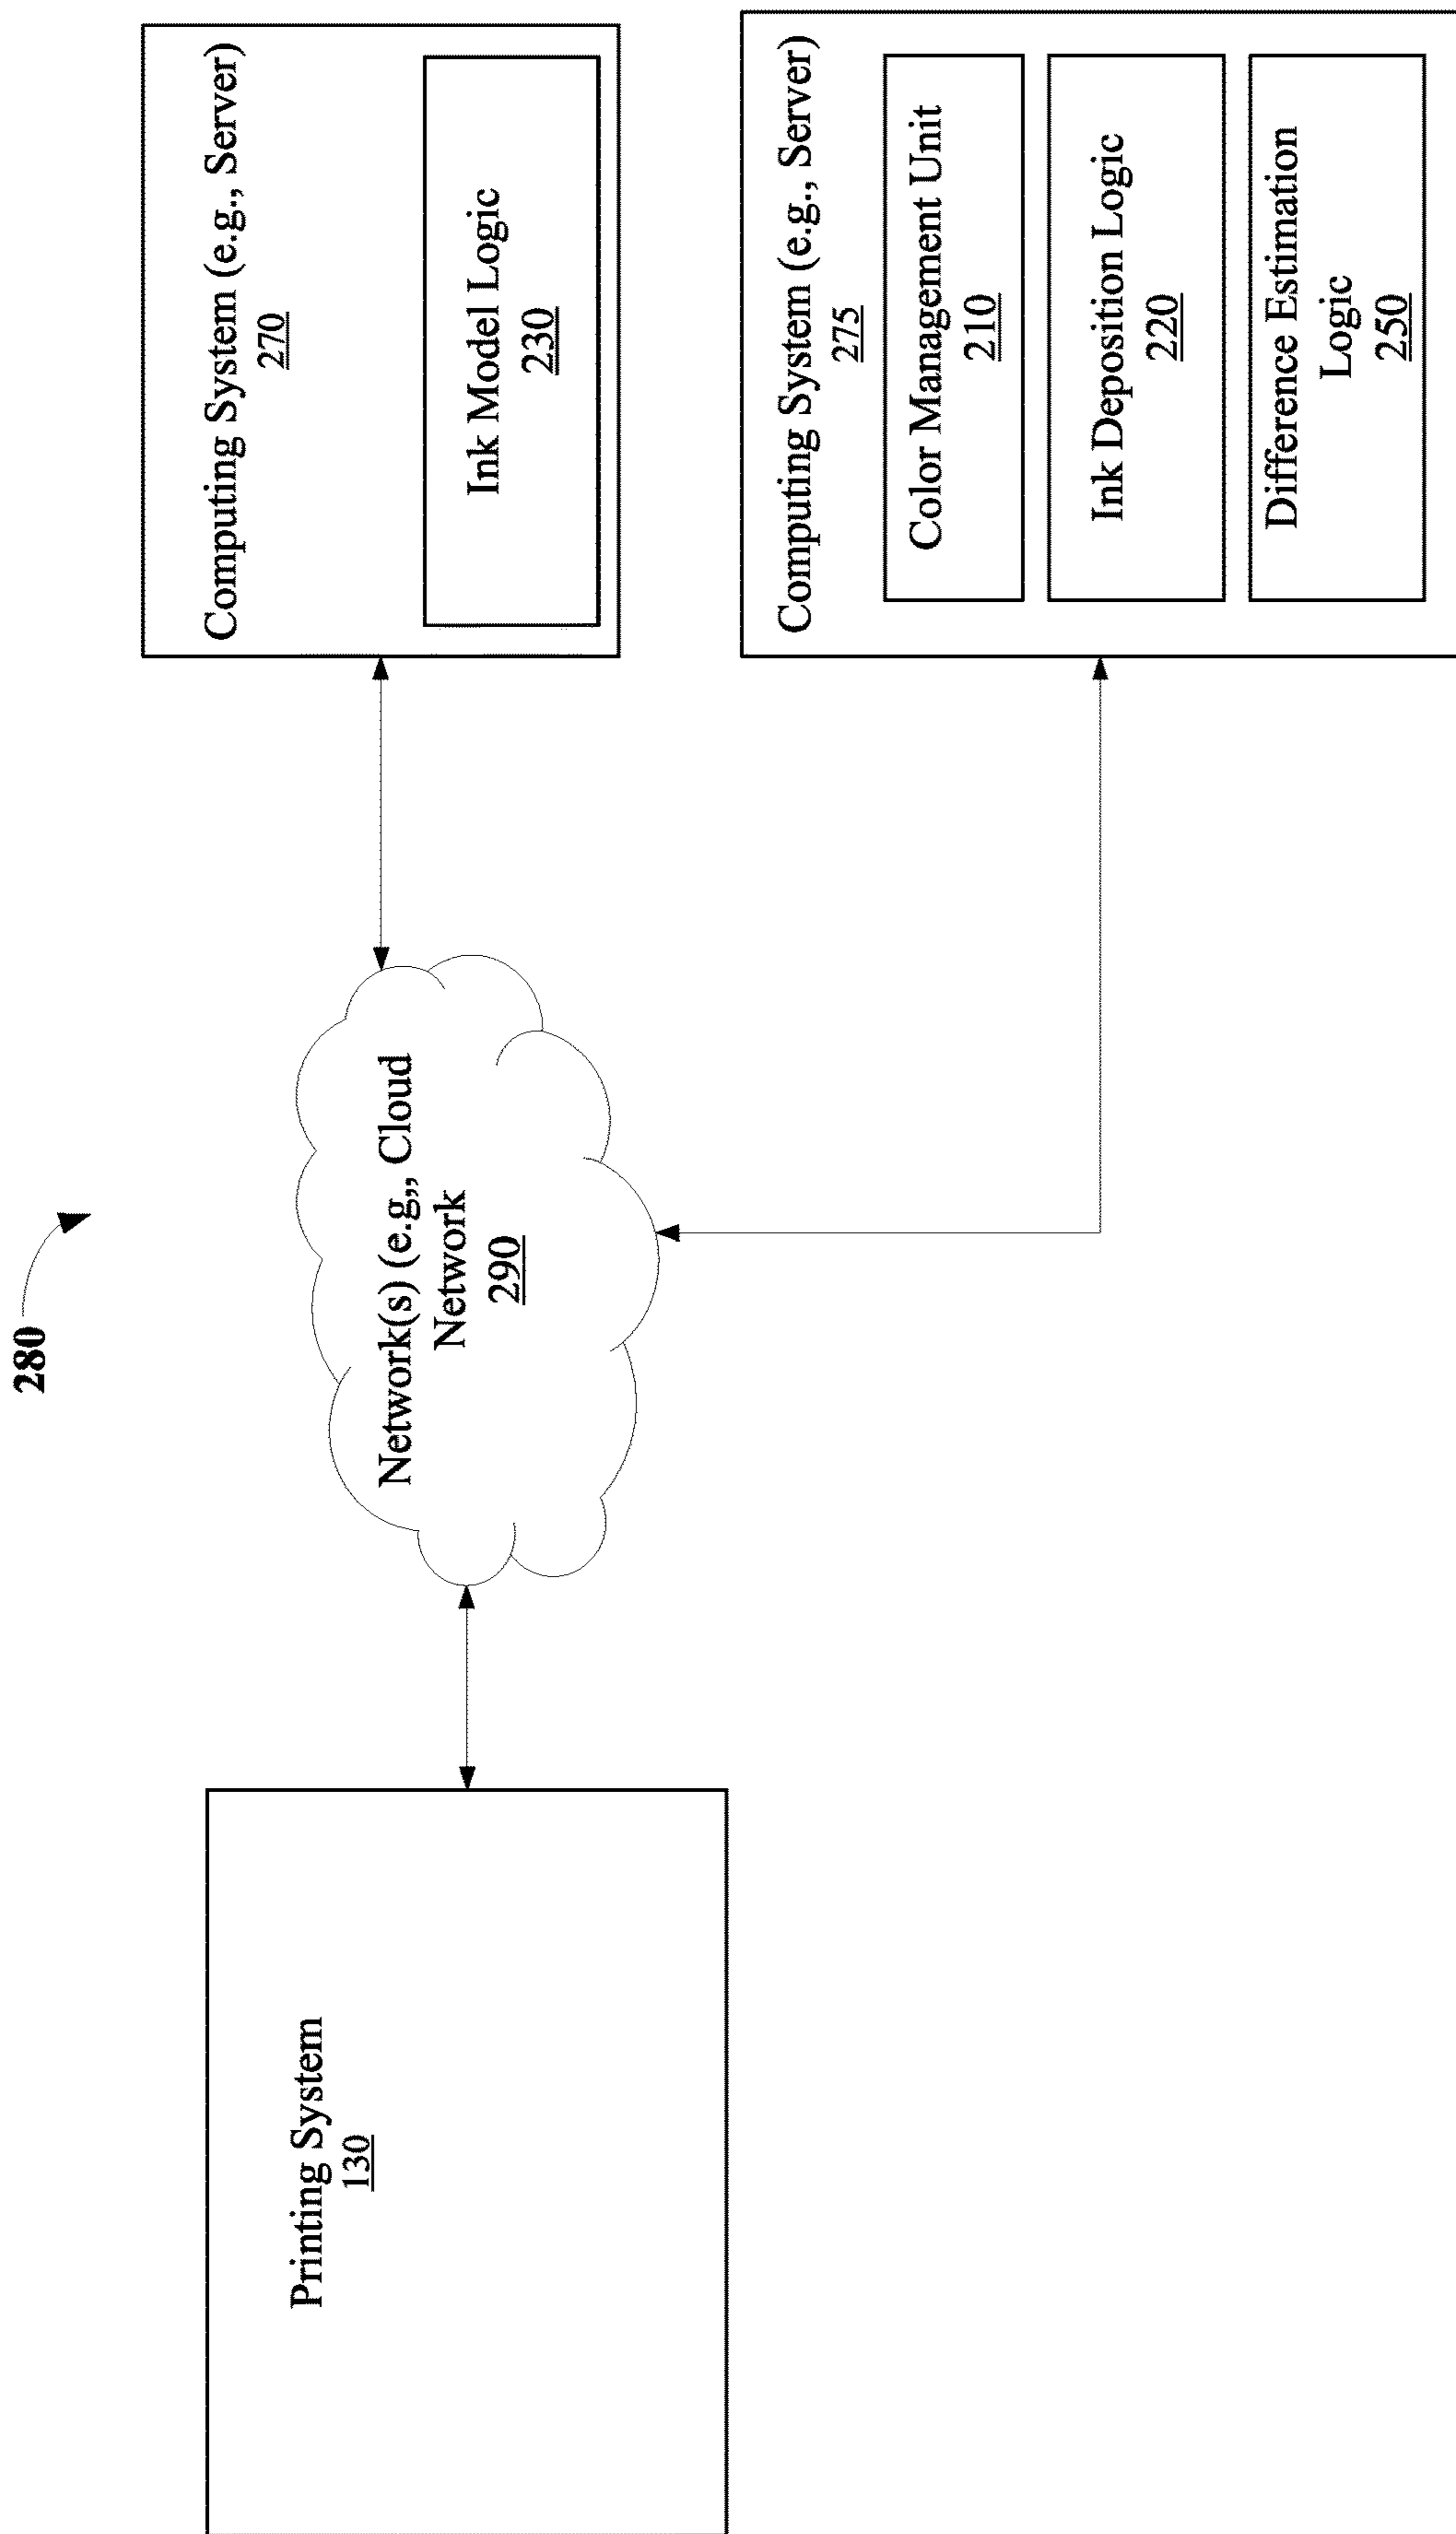 280
Printing System
130
Network(s) (e.g,, Cloud
Network
290
Computing System (e.g., Server)
270
Ink Model Logic
230
Computing System (e.g., Server)
275
Color Management Unit
210
Ink Deposition Logic
220
Difference Estimation
Logic
250